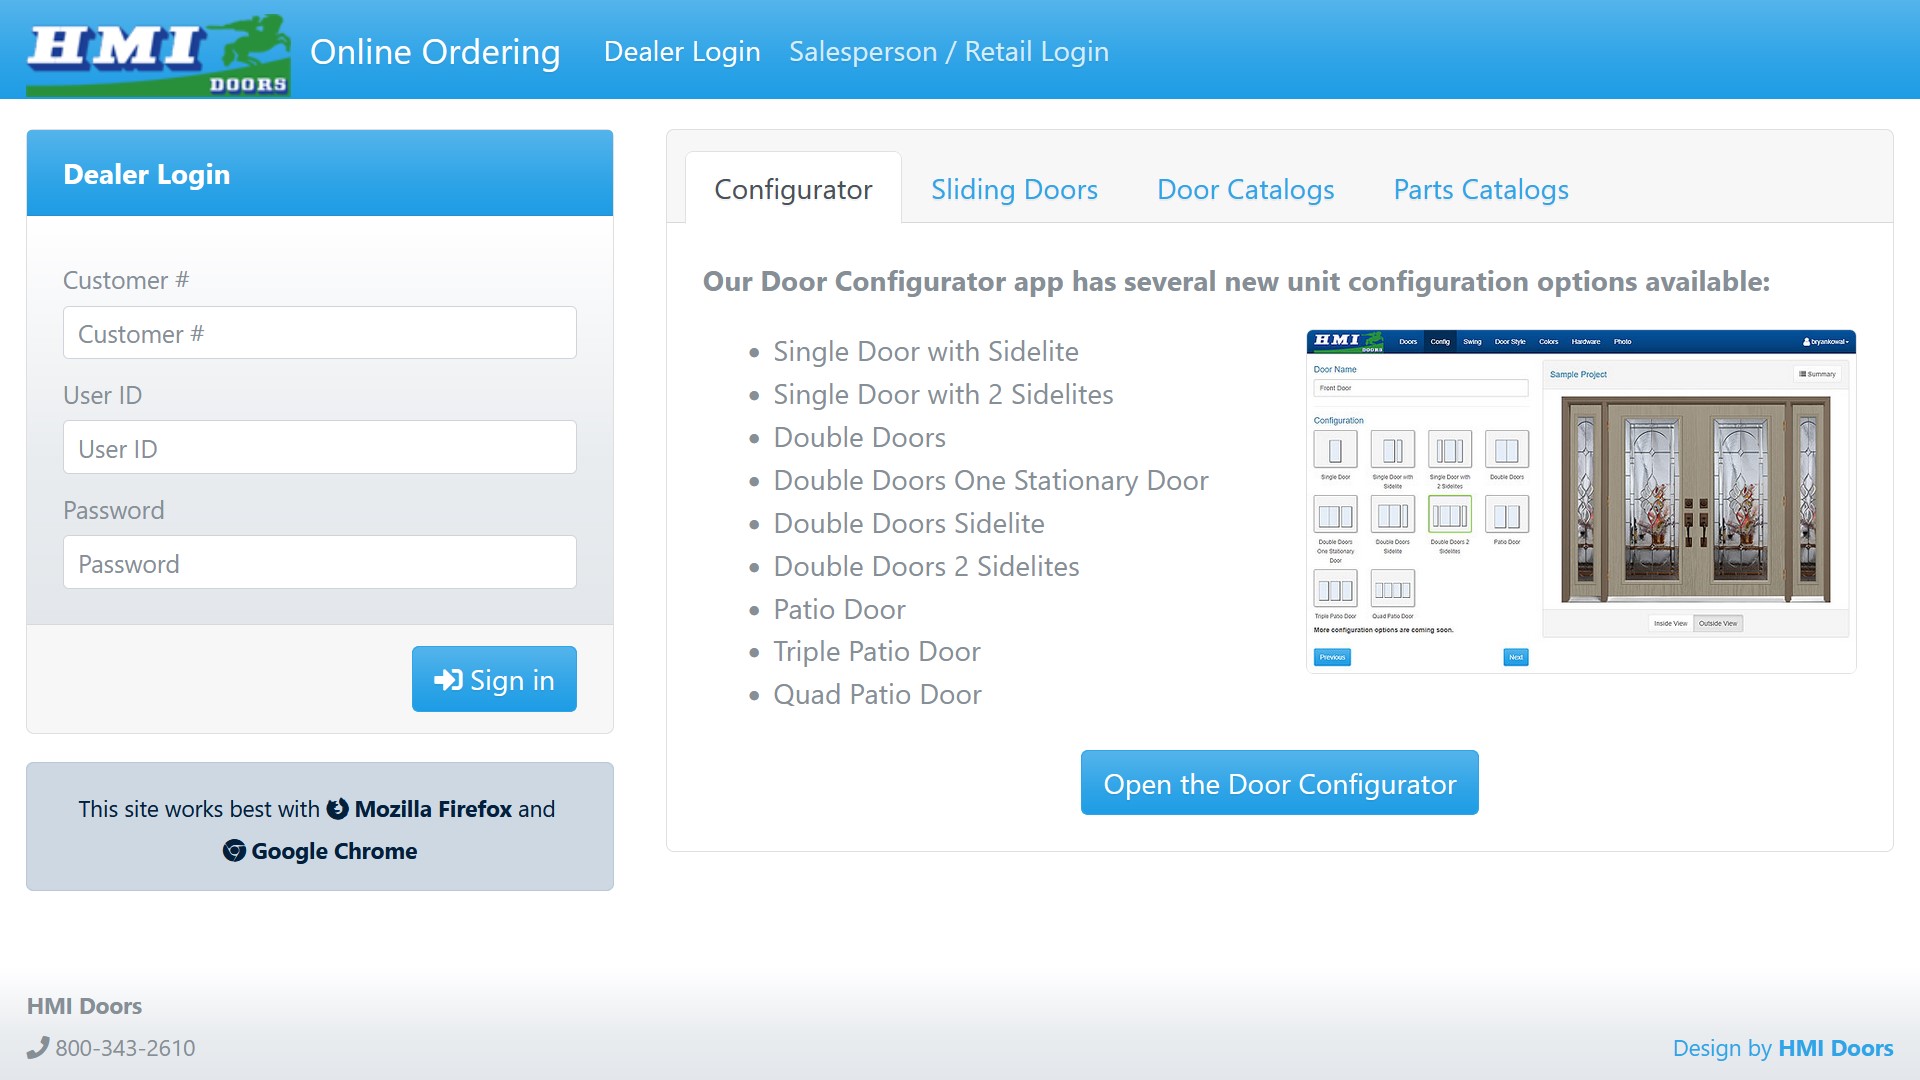 HMI
DOORS
Online Ordering
Dealer Login
Salesperson / Retail Login
Dealer Login
Customer #
Customer #
User ID
User ID
Password
Password
Sign in
This site works best with Mozilla Firefox and
Google Chrome
Configurator
Sliding Doors
Door Catalogs
Parts Catalogs
Our Door Configurator app has several new unit configuration options available:
Single Door with Sidelite
Single Door with 2 Sidelites
Double Doors
Double Doors One Stationary Door
Double Doors Sidelite
Double Doors 2 Sidelites
Patio Door
Triple Patio Door
Quad Patio Door
HMI
DOORS
Doors
Config
Swing
Door Style
Colors
Hardware
Photo
bryankowal
Door Name
Front Door
Configuration
Single Door
Single Door with
Sidelite
Single Door with
2 Sidelites
Double Doors
Double Doors
One Stationary
Door
Double Doors
Sidelite
Double Doors 2
Sidelites
Patio Door
Triple Patio Door
Quad Patio Door
More configuration options are coming soon.
Previous
Next
Sample Project
Summary
Inside View
Outside View
Open the Door Configurator
HMI Doors
800-343-2610
Design by HMI Doors